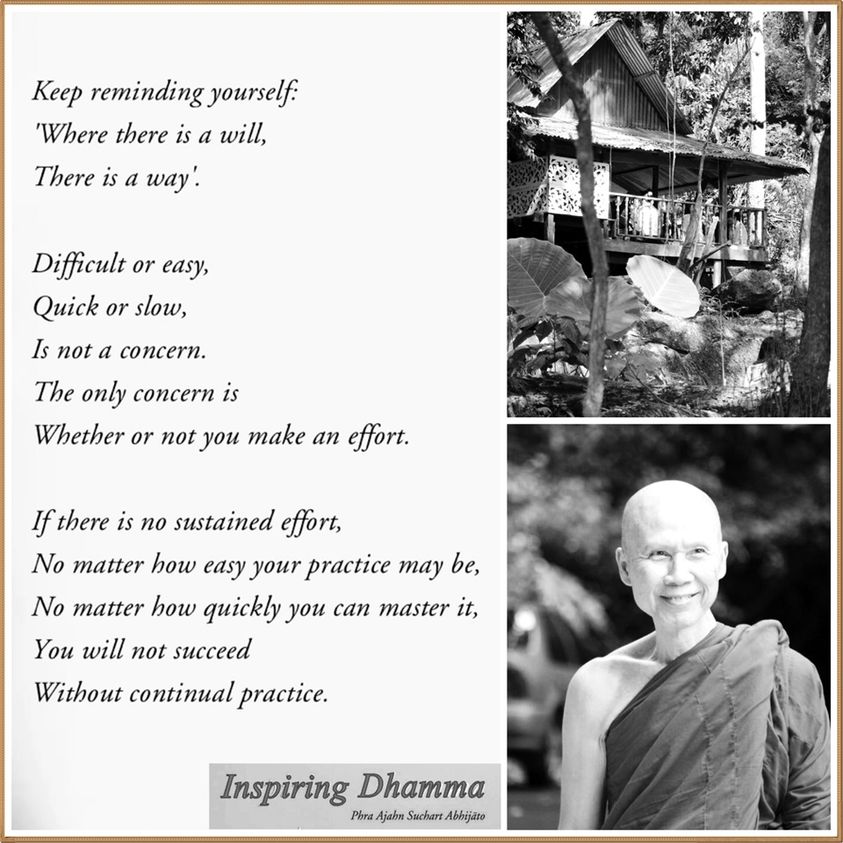 Keep reminding yourself:
'Where there is a will,
There is a way'.
Difficult or easy,
Quick or slow,
Is not a concern.
The only concern is
Whether or not you make an effort.
If there is no sustained effort,
No matter how easy your practice may be,
No matter how quickly you can master it,
You will not succeed
Without continual practice.
Inspiring Dhamma
Phra Ajahn Suchart Abhijāto